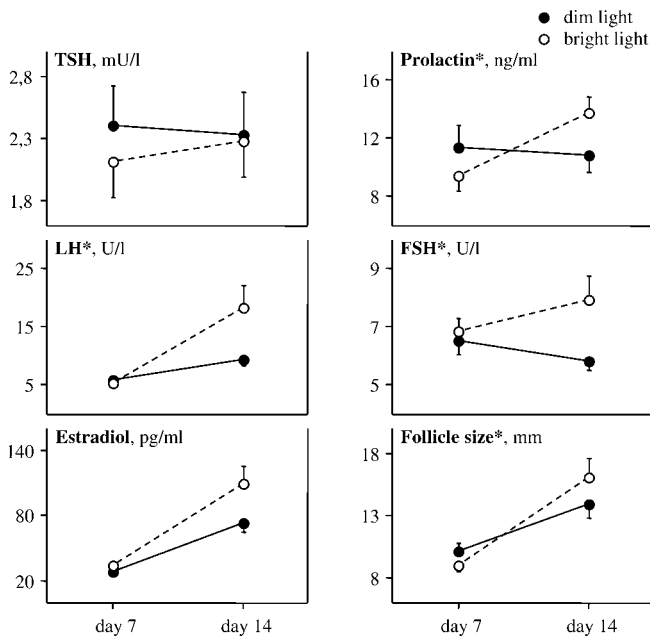 dim light
bright light
TSH, mU/l
2,8
2,3
1,8
Prolactin*, ng/ml
16
12
8
LH*, U/l
25
15
5
FSH*, U/l
9
7
5
Estradiol, pg/ml
140
80
20
day 7
day 14
Follicle size*, mm
18
13
8
day 7
day 14